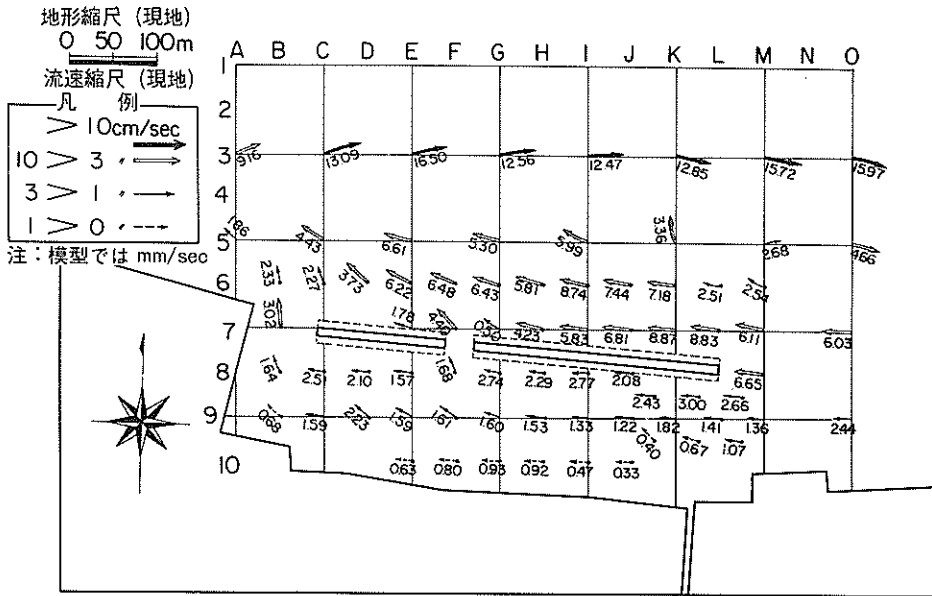 地形縮尺 (現地)
0 50 100m
流速縮尺 (現地)
凡 例
> 10cm/sec
10 > 3 〃
3 > 1 〃
1 > 0 〃
注：模型では mm/sec
A B C D E F G H I J K L M N O
1
2
3
9.16 13.09 16.50 12.56 12.47 12.85 15.72 15.97
4
1.86 4.43 6.61 5.30 5.99 3.36 2.68 4.66
5
6
2.33 2.27 3.73 6.22 6.48 6.43 5.81 8.74 7.44 7.18 2.51 2.54
3.02 1.78 4.40 0.50 4.23 5.83 6.81 8.87 8.83 6.11 6.03
7
8
1.64 2.51 2.10 1.57 1.68 2.74 2.29 2.77 2.08 6.65
2.43 3.00 2.66
9
0.68 1.59 2.23 1.59 1.61 1.60 1.53 1.33 1.22 1.82 1.41 1.36 2.44
0.40 0.67 1.07
10
0.63 0.80 0.93 0.92 0.47 0.33